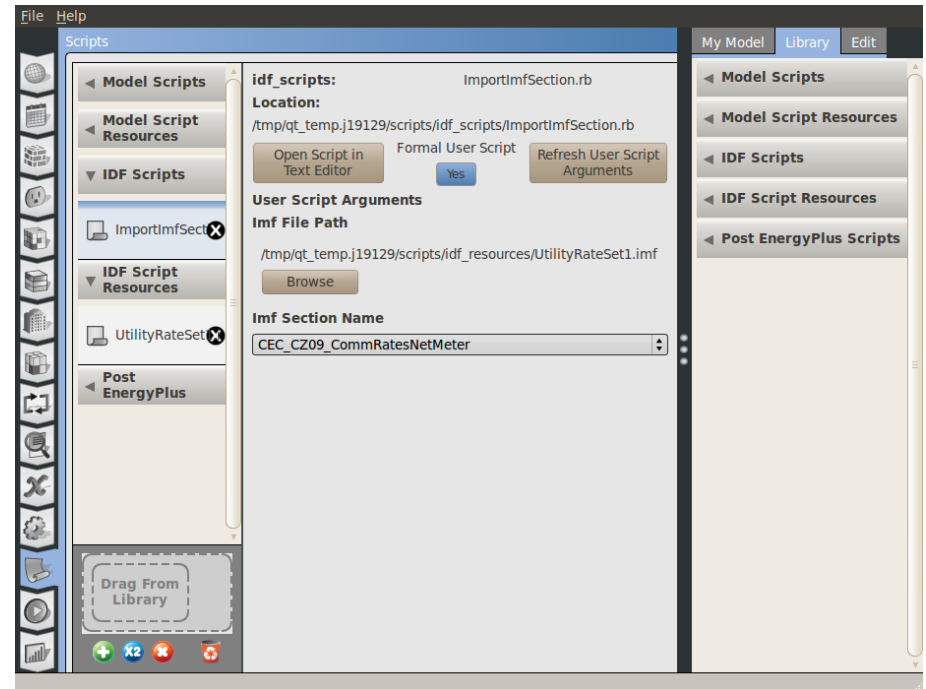 File Help
Scripts
Model Scripts
Model Script
Resources
IDF Scripts
ImportImfSect
IDF Script
Resources
UtilityRateSet
Post
EnergyPlus
Drag From
Library
X2
idf_scripts: ImportImfSection.rb
Location:
/tmp/qt_temp.j19129/scripts/idf_scripts/ImportImfSection.rb
Open Script in
Text Editor
Formal User Script
Yes
Refresh User Script
Arguments
User Script Arguments
Imf File Path
/tmp/qt_temp.j19129/scripts/idf_resources/UtilityRateSet1.imf
Browse
Imf Section Name
CEC_CZ09_CommRatesNetMeter
My Model Library Edit
Model Scripts
Model Script Resources
IDF Scripts
IDF Script Resources
Post EnergyPlus Scripts